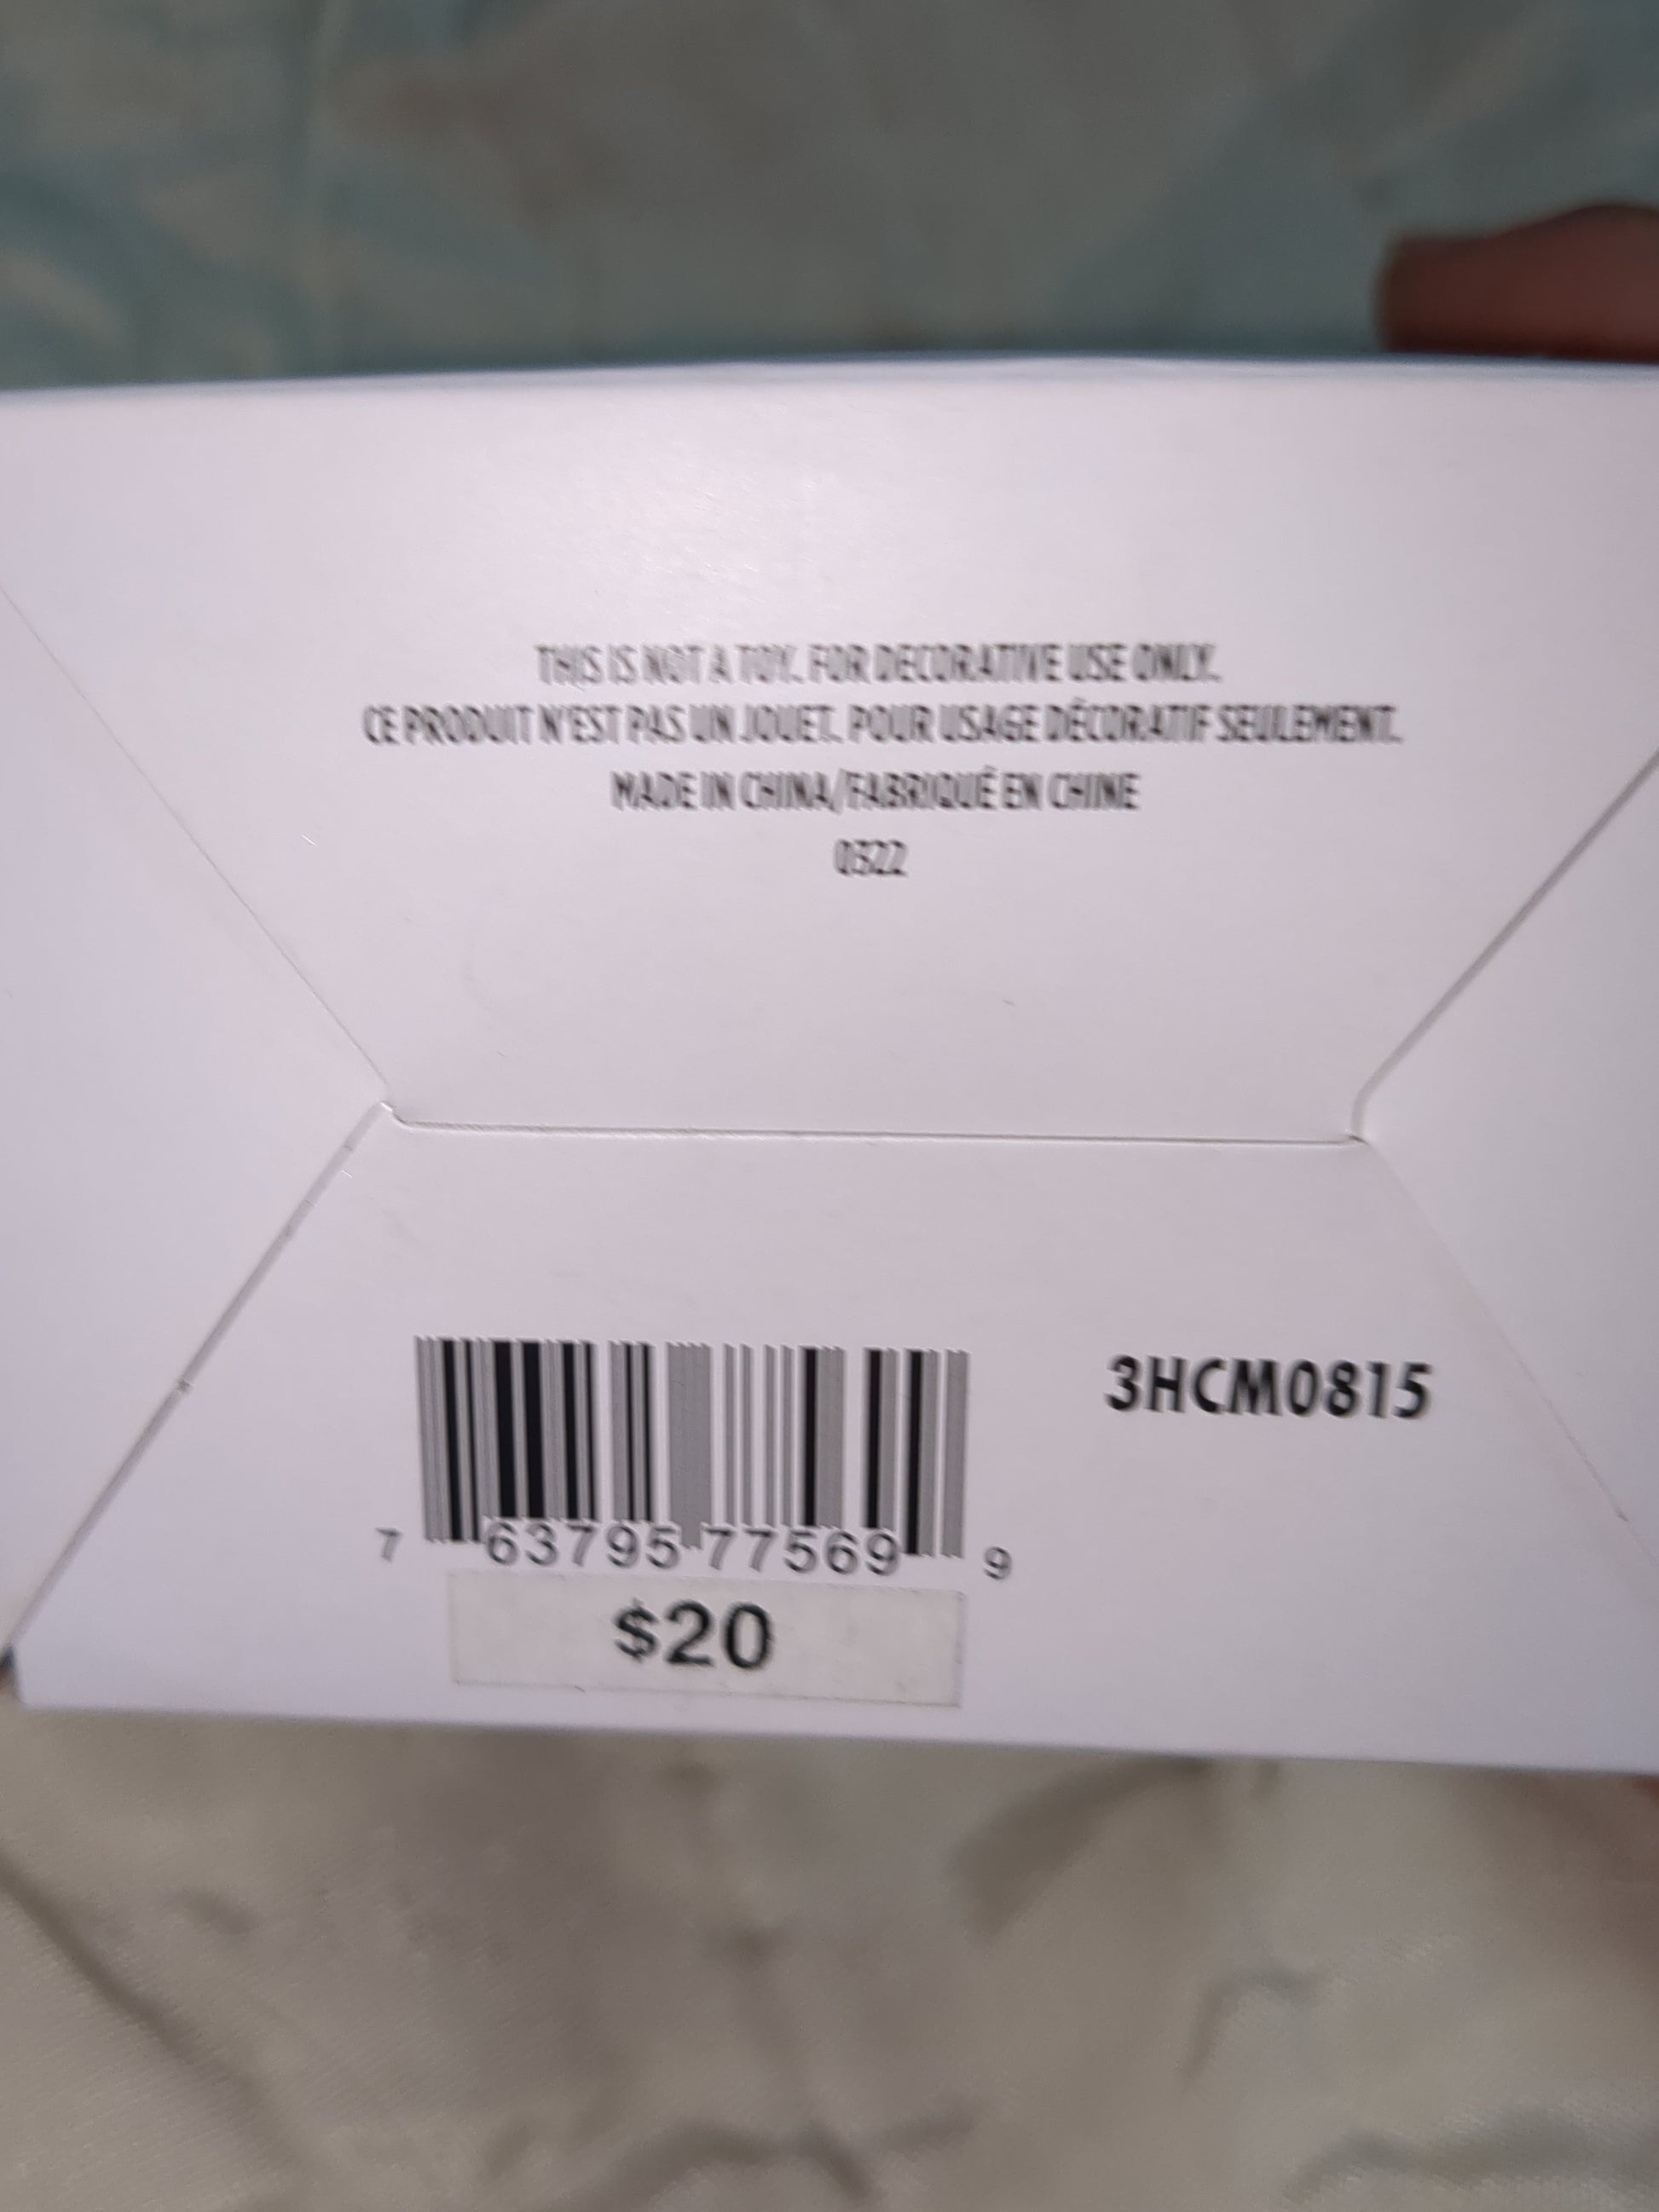 THIS IS NOT A TOY. FOR DECORATIVE USE ONLY.
CE PRODUIT N'EST PAS UN JOUET. POUR USAGE DÉCORATIF SEULEMENT.
MADE IN CHINA/FABRIQUÉ EN CHINE
0322
3HCM0815
7 63795 77569 9
$20